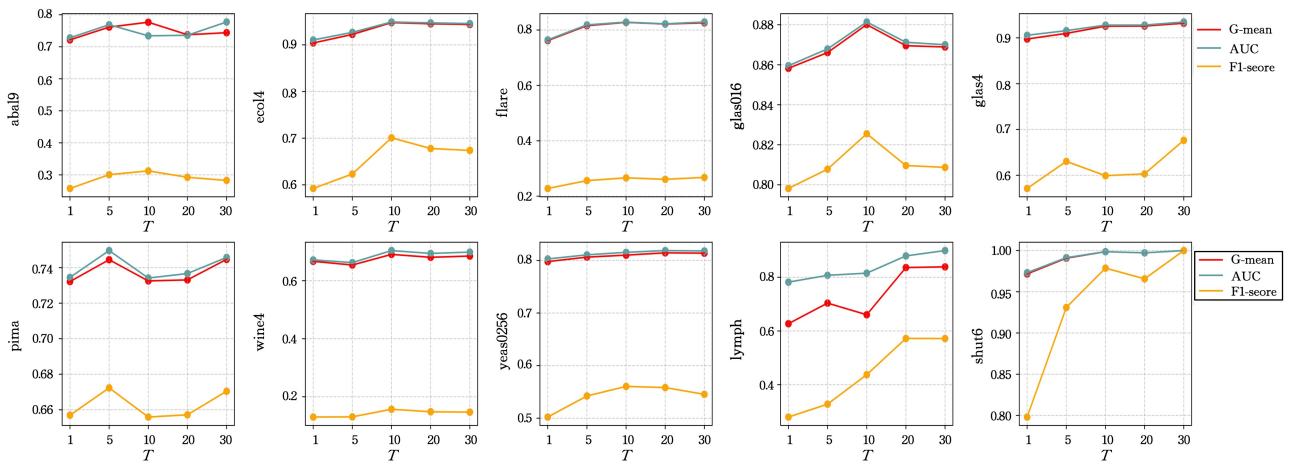 abal9
0.8
0.7
0.6
0.5
0.4
0.3
1 5 10 20 30
T
ecol4
0.9
0.8
0.7
0.6
1 5 10 20 30
T
flare
0.8
0.6
0.4
0.2
1 5 10 20 30
T
glas016
0.88
0.86
0.84
0.82
0.80
1 5 10 20 30
T
glas4
0.9
0.8
0.7
0.6
1 5 10 20 30
T
G-mean
AUC
F1-seore
pima
0.74
0.72
0.70
0.68
0.66
1 5 10 20 30
T
wine4
0.6
0.4
0.2
1 5 10 20 30
T
yeas0256
0.8
0.7
0.6
0.5
1 5 10 20 30
T
lymph
0.8
0.6
0.4
1 5 10 20 30
T
shut6
1.00
0.95
0.90
0.85
0.80
1 5 10 20 30
T
G-mean
AUC
F1-seore